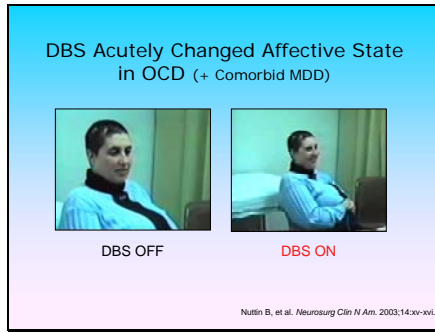 DBS Acutely Changed Affective State
in OCD (+ Comorbid MDD)
DBS OFF
DBS ON
Nuttin B, et al. Neurosurg Clin N Am. 2003;14:xv-xvi.